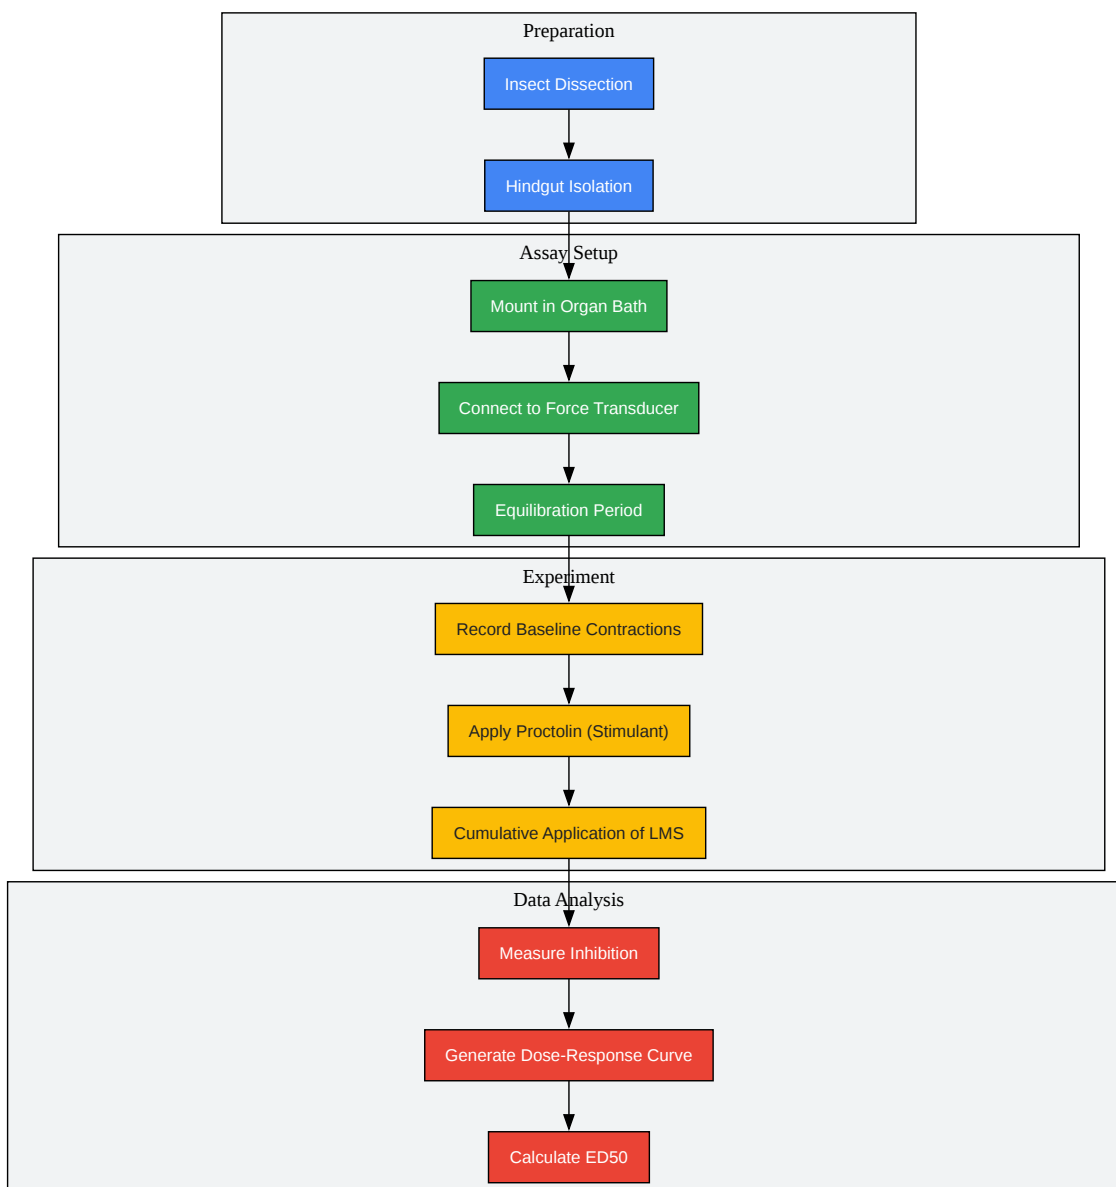 Preparation
Insect Dissection
Hindgut Isolation
Assay Setup
Mount in Organ Bath
Connect to Force Transducer
Equilibration Period
Experiment
Record Baseline Contractions
Apply Proctolin (Stimulant)
Cumulative Application of LMS
Data Analysis
Measure Inhibition
Generate Dose-Response Curve
Calculate ED50